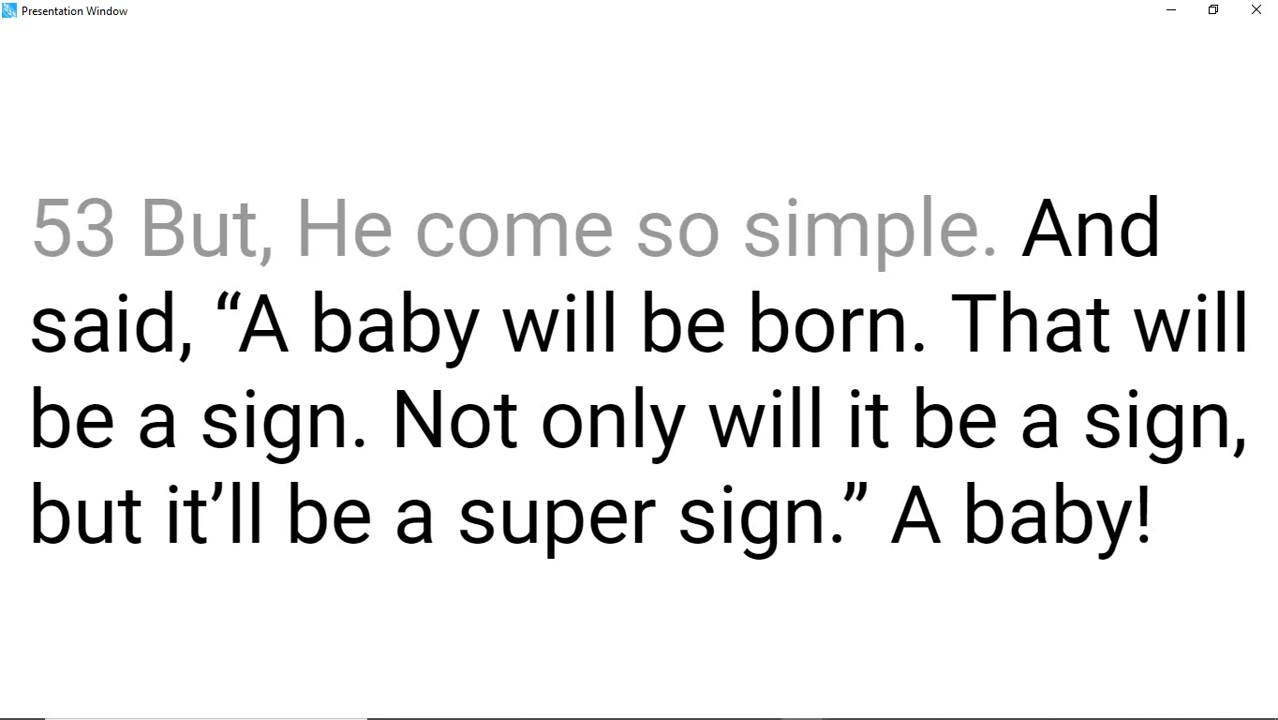 Presentation Window
53 But, He come so simple. And
said, “A baby will be born. That will
be a sign. Not only will it be a sign,
but it’ll be a super sign.” A baby!